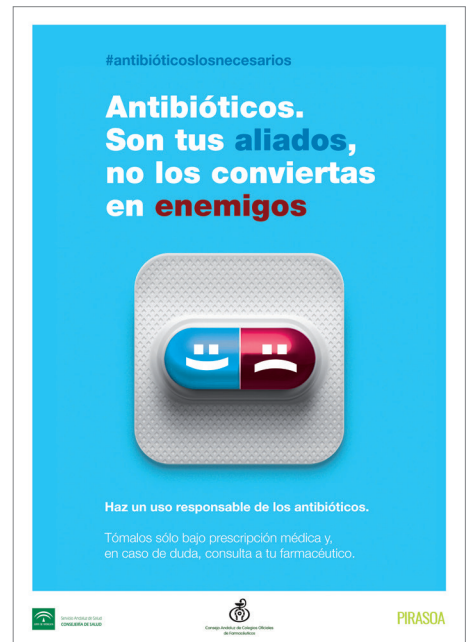 #antibióticoslosnecesarios
Antibióticos.
Son tus aliados,
no los conviertas
en enemigos
Haz un uso responsable de los antibióticos.
Tómalos sólo bajo prescripción médica y,
en caso de duda, consulta a tu farmacéutico.
Servicio Andaluz de Salud
CONSEJERÍA DE SALUD
Consejo Andaluz de Colegios Oficiales
de Farmacéuticos
PIRASOA